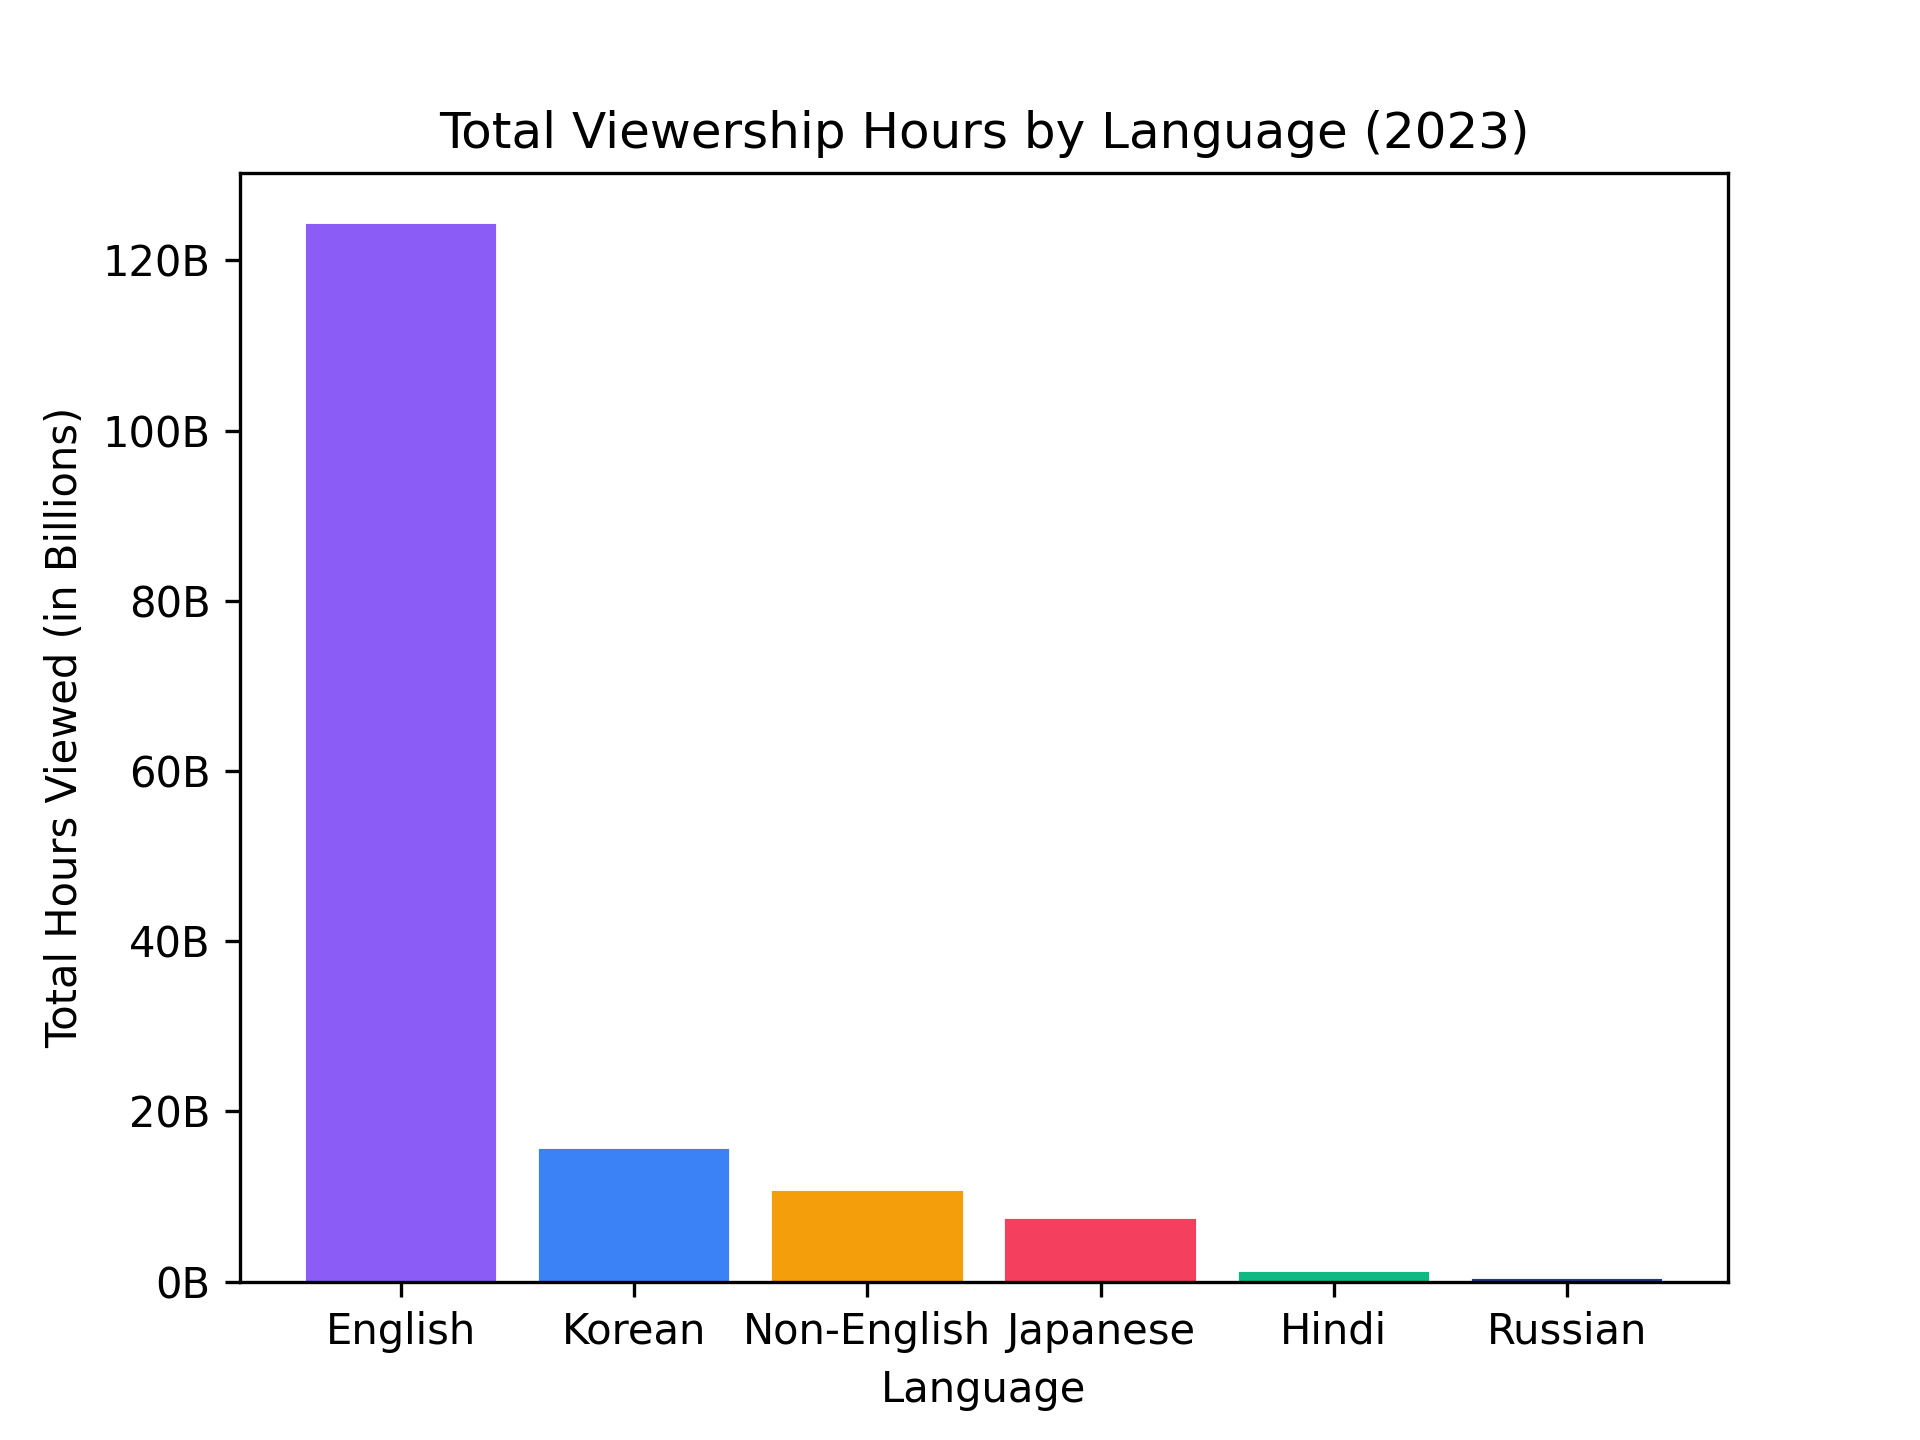 Total Viewership Hours by Language (2023)
Total Hours Viewed (in Billions)
120B
100B
80B
60B
40B
20B
0B
English Korean Non-English Japanese Hindi Russian
Language